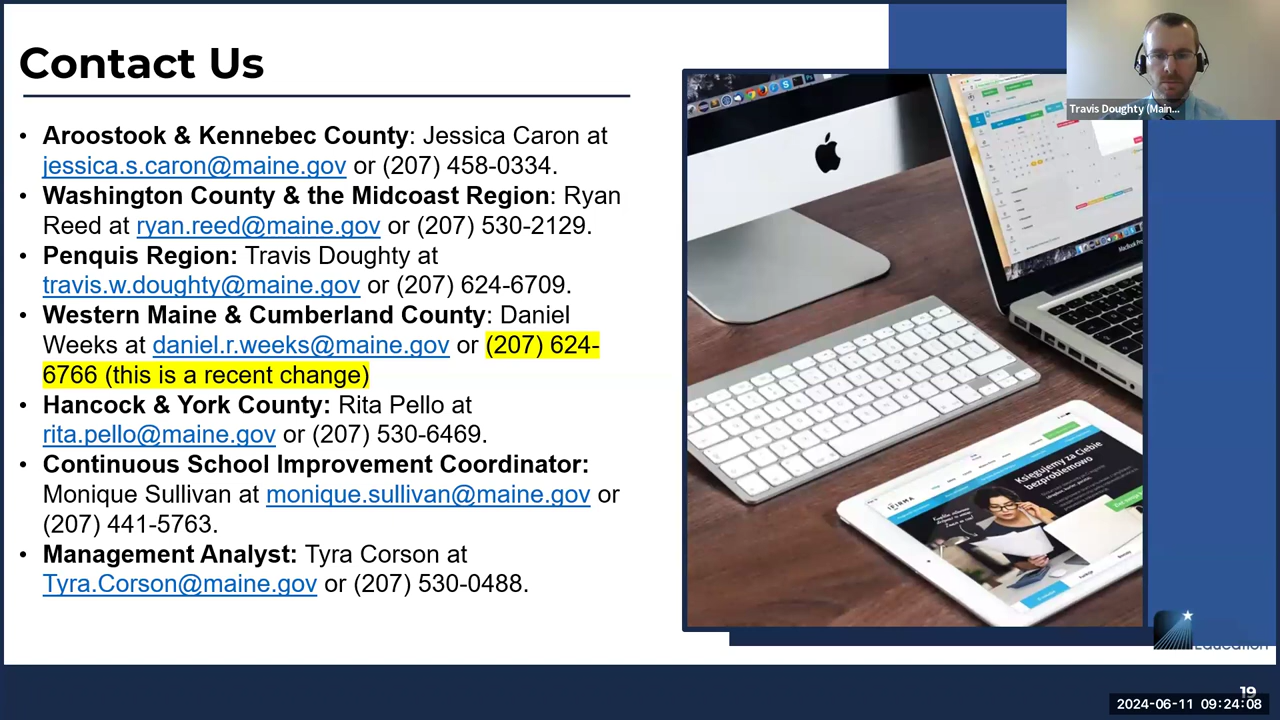 Contact Us
• Aroostook & Kennebec County: Jessica Caron at
jessica.s.caron@maine.gov or (207) 458-0334.
• Washington County & the Midcoast Region: Ryan
Reed at ryan.reed@maine.gov or (207) 530-2129.
• Penquis Region: Travis Doughty at
travis.w.doughty@maine.gov or (207) 624-6709.
• Western Maine & Cumberland County: Daniel
Weeks at daniel.r.weeks@maine.gov or (207) 624-
6766 (this is a recent change)
• Hancock & York County: Rita Pello at
rita.pello@maine.gov or (207) 530-6469.
• Continuous School Improvement Coordinator:
Monique Sullivan at monique.sullivan@maine.gov or
(207) 441-5763.
• Management Analyst: Tyra Corson at
Tyra.Corson@maine.gov or (207) 530-0488.
Travis Doughty (Main...
MacBook Pro
IFIRMA
Księgujemy za Ciebie
bezproblemowo
Education
19
2024-06-11 09:24:08